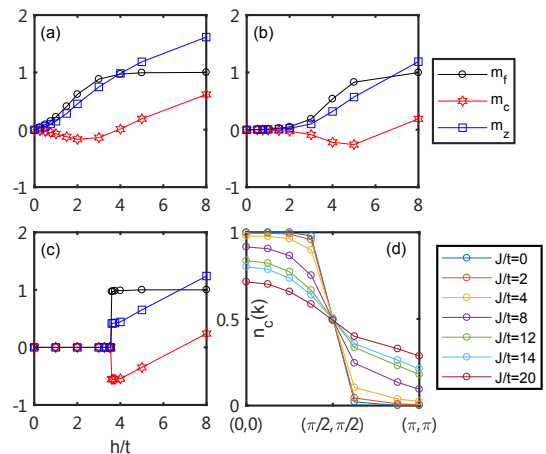 (a)
2
1
0
-1
0 2 4 6 8
(b)
2
1
0
-1
0 2 4 6 8
m_f
m_c
m_z
(c)
2
1
0
-1
0 2 4 6 8
h/t
(d)
n_c(k)
1
0.5
0
(0,0) (π/2,π/2) (π,π)
J/t=0
J/t=2
J/t=4
J/t=8
J/t=12
J/t=14
J/t=20